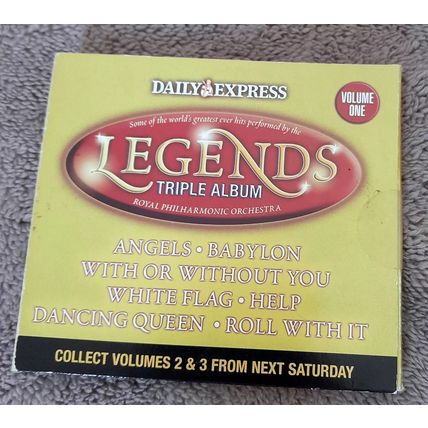 DAILY EXPRESS
VOLUME
ONE
Some of the world's greatest ever hits performed by the
LEGENDS
TRIPLE ALBUM
ROYAL PHILHARMONIC ORCHESTRA
ANGELS • BABYLON
WITH OR WITHOUT YOU
WHITE FLAG • HELP
DANCING QUEEN • ROLL WITH IT
COLLECT VOLUMES 2 & 3 FROM NEXT SATURDAY